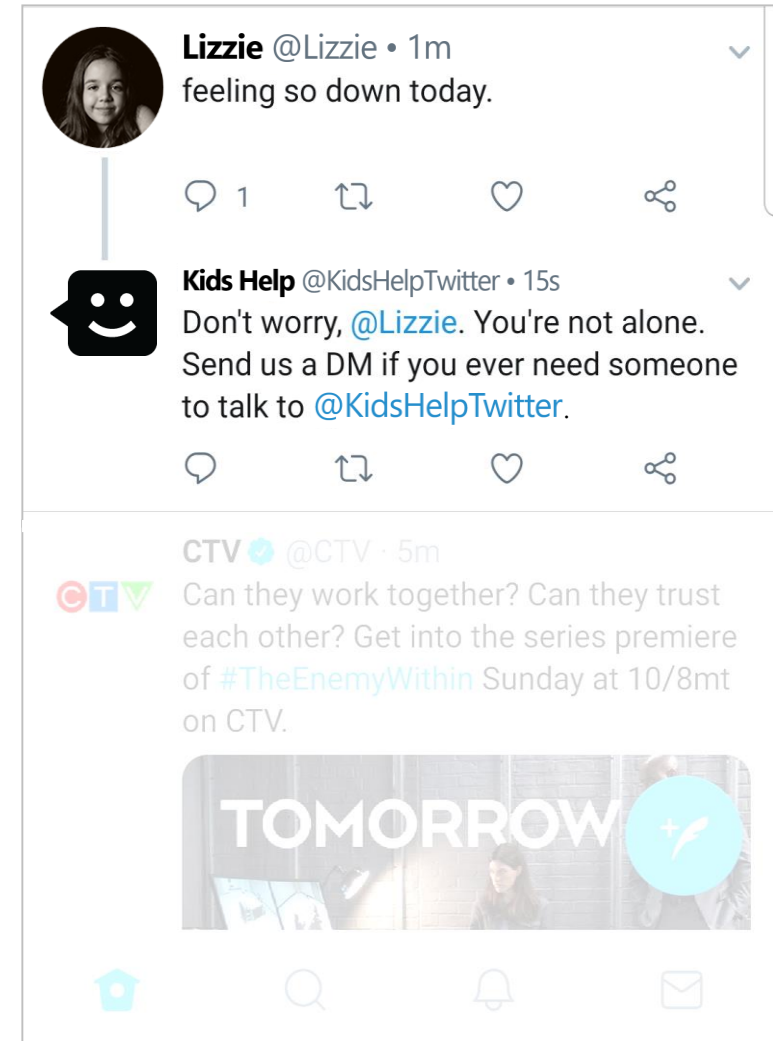 Lizzie @Lizzie • 1m
feeling so down today.
1
Kids Help @KidsHelpTwitter • 15s
Don't worry, @Lizzie. You're not alone.
Send us a DM if you ever need someone
to talk to @KidsHelpTwitter.
CTV @CTV · 5m
CTV
Can they work together? Can they trust
each other? Get into the series premiere
of #TheEnemyWithin Sunday at 10/8mt
on CTV.
TOMORROW